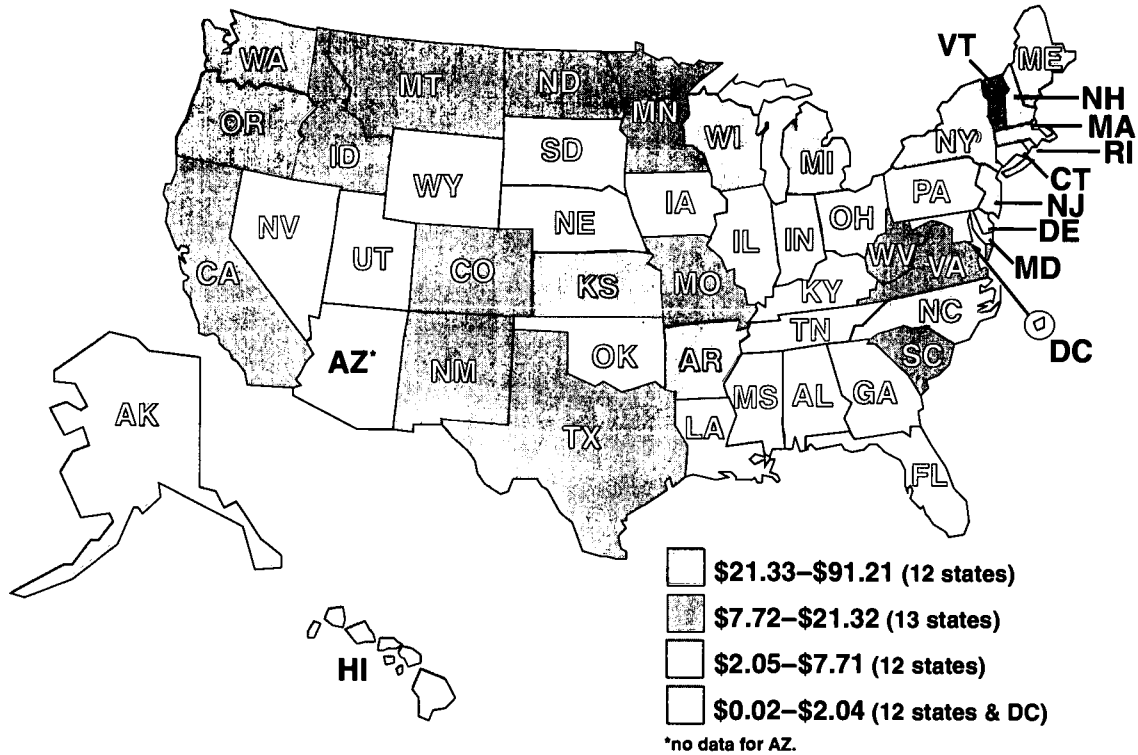 WA
MT
ND
MN
VT
ME
NH
MA
RI
CT
NJ
DE
MD
DC
OR
ID
WY
SD
WI
MI
NY
PA
NV
UT
CO
NE
IA
IL
IN
OH
WV
VA
CA
KS
MO
KY
NC
TN
AZ*
NM
OK
AR
SC
TX
LA
MS
AL
GA
FL
AK
HI
$21.33–$91.21 (12 states)
$7.72–$21.32 (13 states)
$2.05–$7.71 (12 states)
$0.02–$2.04 (12 states & DC)
*no data for AZ.